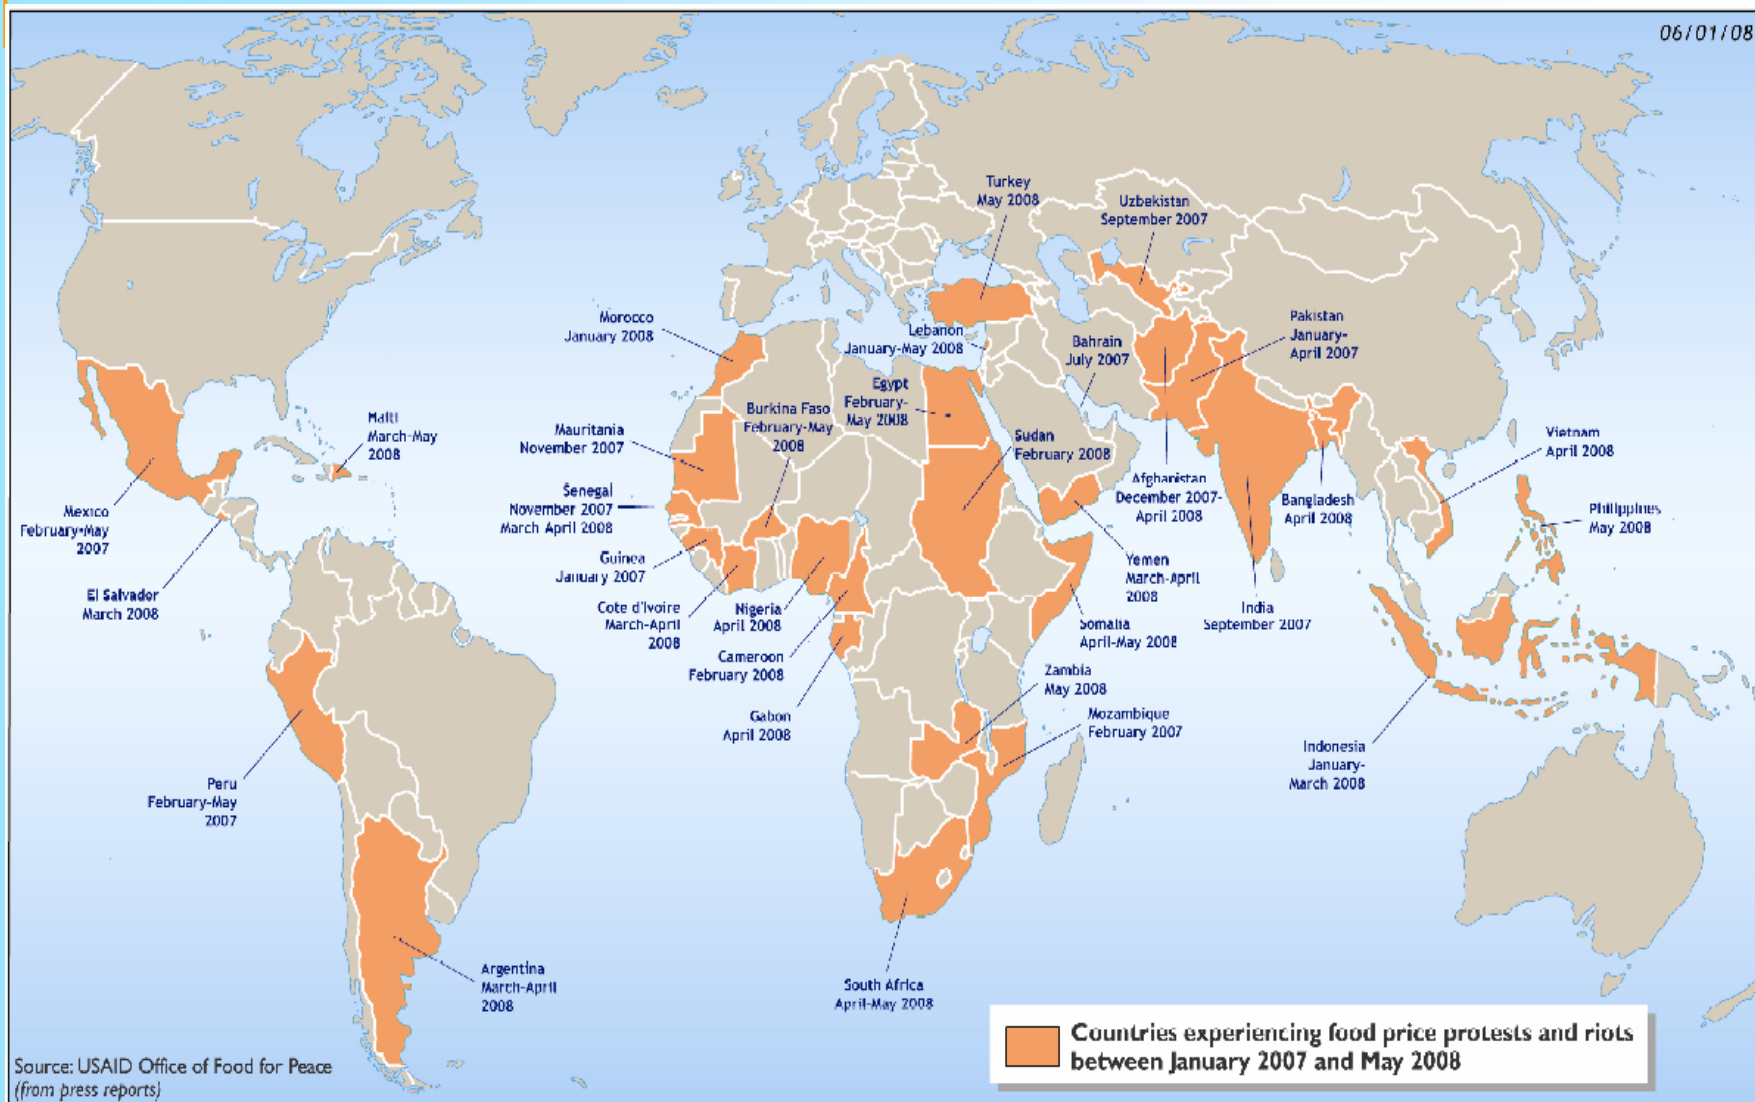 06/01/08
Turkey
May 2008
Uzbekistan
September 2007
Morocco
January 2008
Lebanon
January-May 2008
Bahrain
July 2007
Pakistan
January-
April 2007
Egypt
February-
May 2008
Burkina Faso
February-May
2008
Haiti
March-May
2008
Mauritania
November 2007
Sudan
February 2008
Vietnam
April 2008
Senegal
November 2007
March-April 2008
Afghanistan
December 2007-
April 2008
Bangladesh
April 2008
Philippines
May 2008
Mexico
February-May
2007
Guinea
January 2007
Yemen
March-April
2008
El Salvador
March 2008
Cote d'Ivoire
March-April
2008
Nigeria
April 2008
India
September 2007
Somalia
April-May 2008
Cameroon
February 2008
Zambia
May 2008
Gabon
April 2008
Mozambique
February 2007
Indonesia
January-
March 2008
Peru
February-May
2007
Argentina
March-April
2008
South Africa
April-May 2008
Countries experiencing food price protests and riots
between January 2007 and May 2008
Source: USAID Office of Food for Peace
(from press reports)